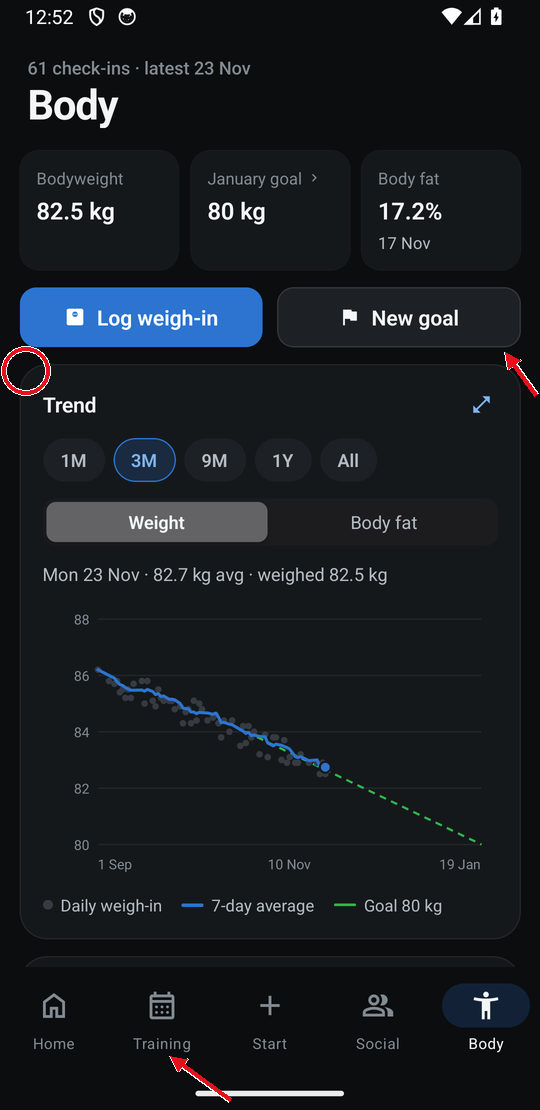 12:52
61 check-ins · latest 23 Nov
Body
Bodyweight
82.5 kg
January goal >
80 kg
Body fat
17.2%
17 Nov
Log weigh-in
New goal
Trend
1M 3M 9M 1Y All
Weight Body fat
Mon 23 Nov · 82.7 kg avg · weighed 82.5 kg
88
86
84
82
80
1 Sep 10 Nov 19 Jan
Daily weigh-in 7-day average Goal 80 kg
Home Training Start Social Body